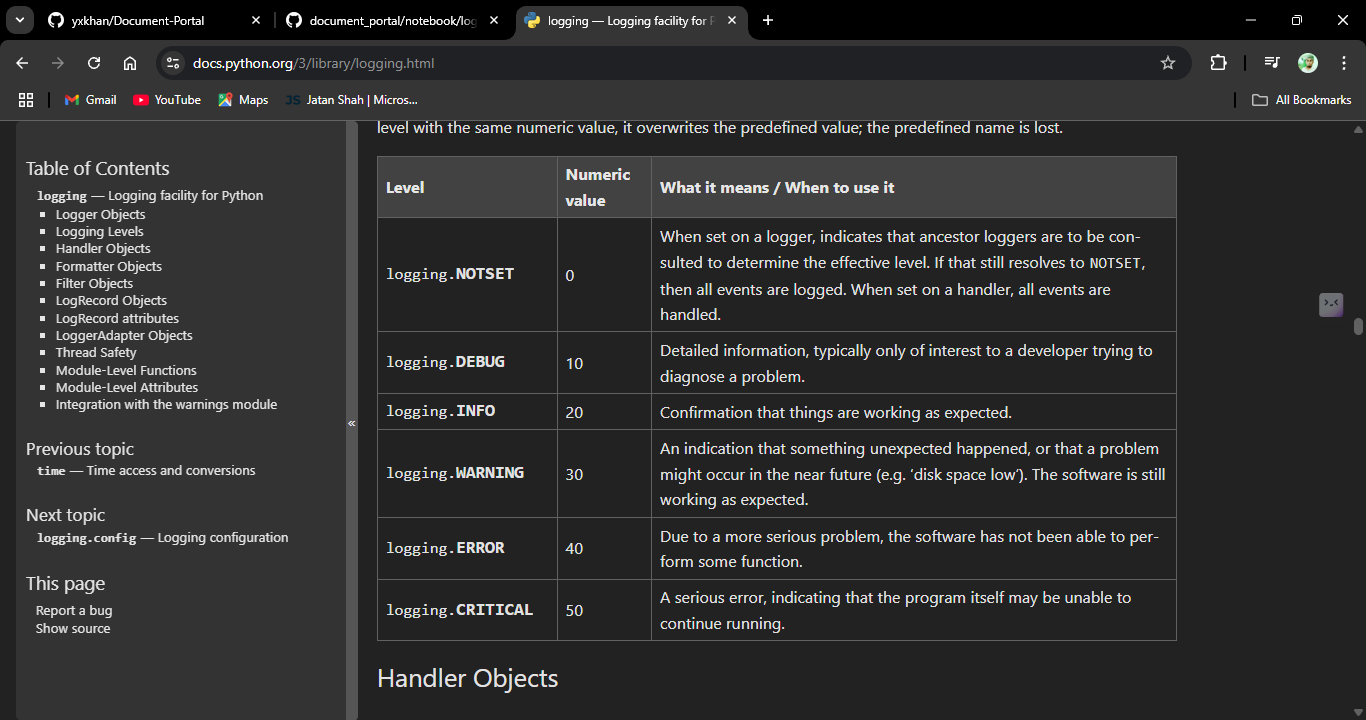 yxkhan/Document-Portal
document_portal/notebook/log
logging — Logging facility for P
docs.python.org/3/library/logging.html
Gmail
YouTube
Maps
JS
Jatan Shah | Micros...
All Bookmarks
Table of Contents
logging — Logging facility for Python
Logger Objects
Logging Levels
Handler Objects
Formatter Objects
Filter Objects
LogRecord Objects
LogRecord attributes
LoggerAdapter Objects
Thread Safety
Module-Level Functions
Module-Level Attributes
Integration with the warnings module
Previous topic
time — Time access and conversions
Next topic
logging.config — Logging configuration
This page
Report a bug
Show source
«
level with the same numeric value, it overwrites the predefined value; the predefined name is lost.
Level
Numeric
value
What it means / When to use it
logging.NOTSET
0
When set on a logger, indicates that ancestor loggers are to be con-
sulted to determine the effective level. If that still resolves to NOTSET,
then all events are logged. When set on a handler, all events are
handled.
logging.DEBUG
10
Detailed information, typically only of interest to a developer trying to
diagnose a problem.
logging.INFO
20
Confirmation that things are working as expected.
logging.WARNING
30
An indication that something unexpected happened, or that a problem
might occur in the near future (e.g. ‘disk space low’). The software is still
working as expected.
logging.ERROR
40
Due to a more serious problem, the software has not been able to per-
form some function.
logging.CRITICAL
50
A serious error, indicating that the program itself may be unable to
continue running.
Handler Objects